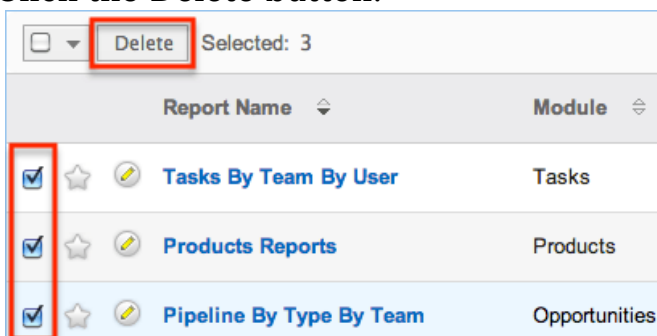 Click the Delete button.
Delete Selected: 3
Report Name Module
Tasks By Team By User Tasks
Products Reports Products
Pipeline By Type By Team Opportunities